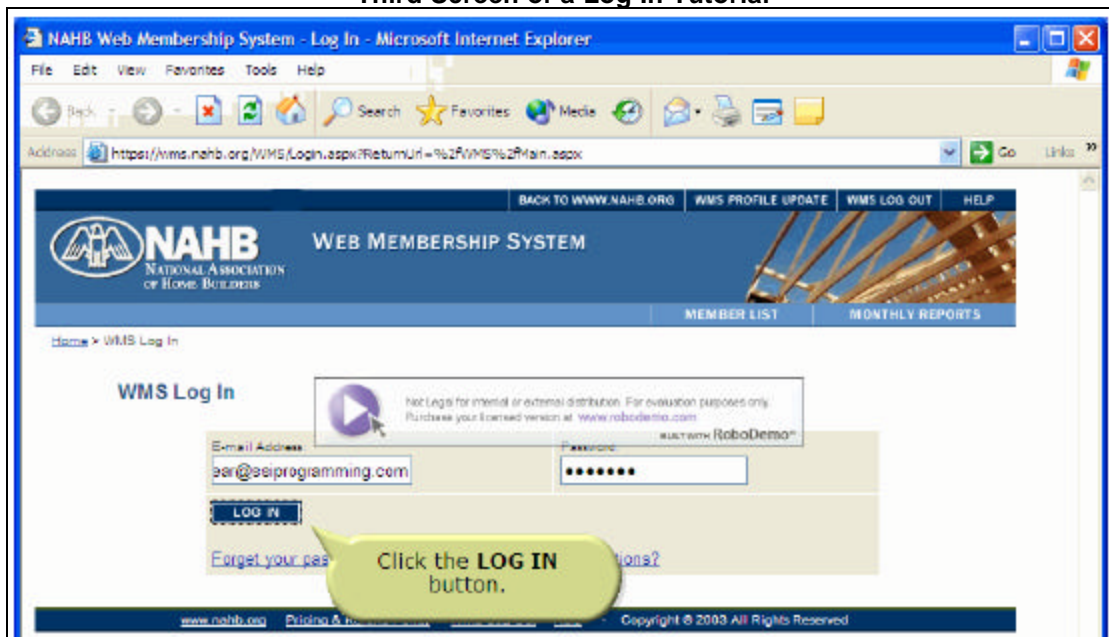 Third Screen of a Log In Tutorial
NAHB Web Membership System - Log In - Microsoft Internet Explorer
File Edit View Favorites Tools Help
Back Search Favorites Media
Address https://wms.nahb.org/WMS/Login.aspx?ReturnUrl=%2fWMS%2fMain.aspx Go Links »
BACK TO WWW.NAHB.ORG WMS PROFILE UPDATE WMS LOG OUT HELP
NAHB
NATIONAL ASSOCIATION
OF HOME BUILDERS
WEB MEMBERSHIP SYSTEM
MEMBER LIST MONTHLY REPORTS
Home > WMS Log In
WMS Log In
Not Legal for internal or external distribution. For evaluation purposes only.
Purchase your licensed version at www.robodemo.com
BUILT WITH RoboDemo
E-mail Address Password
ear@ssiprogramming.com •••••••
LOG IN
Forget your
Click the LOG IN
button.
www.nahb.org Pricing & - Copyright © 2003 All Rights Reserved